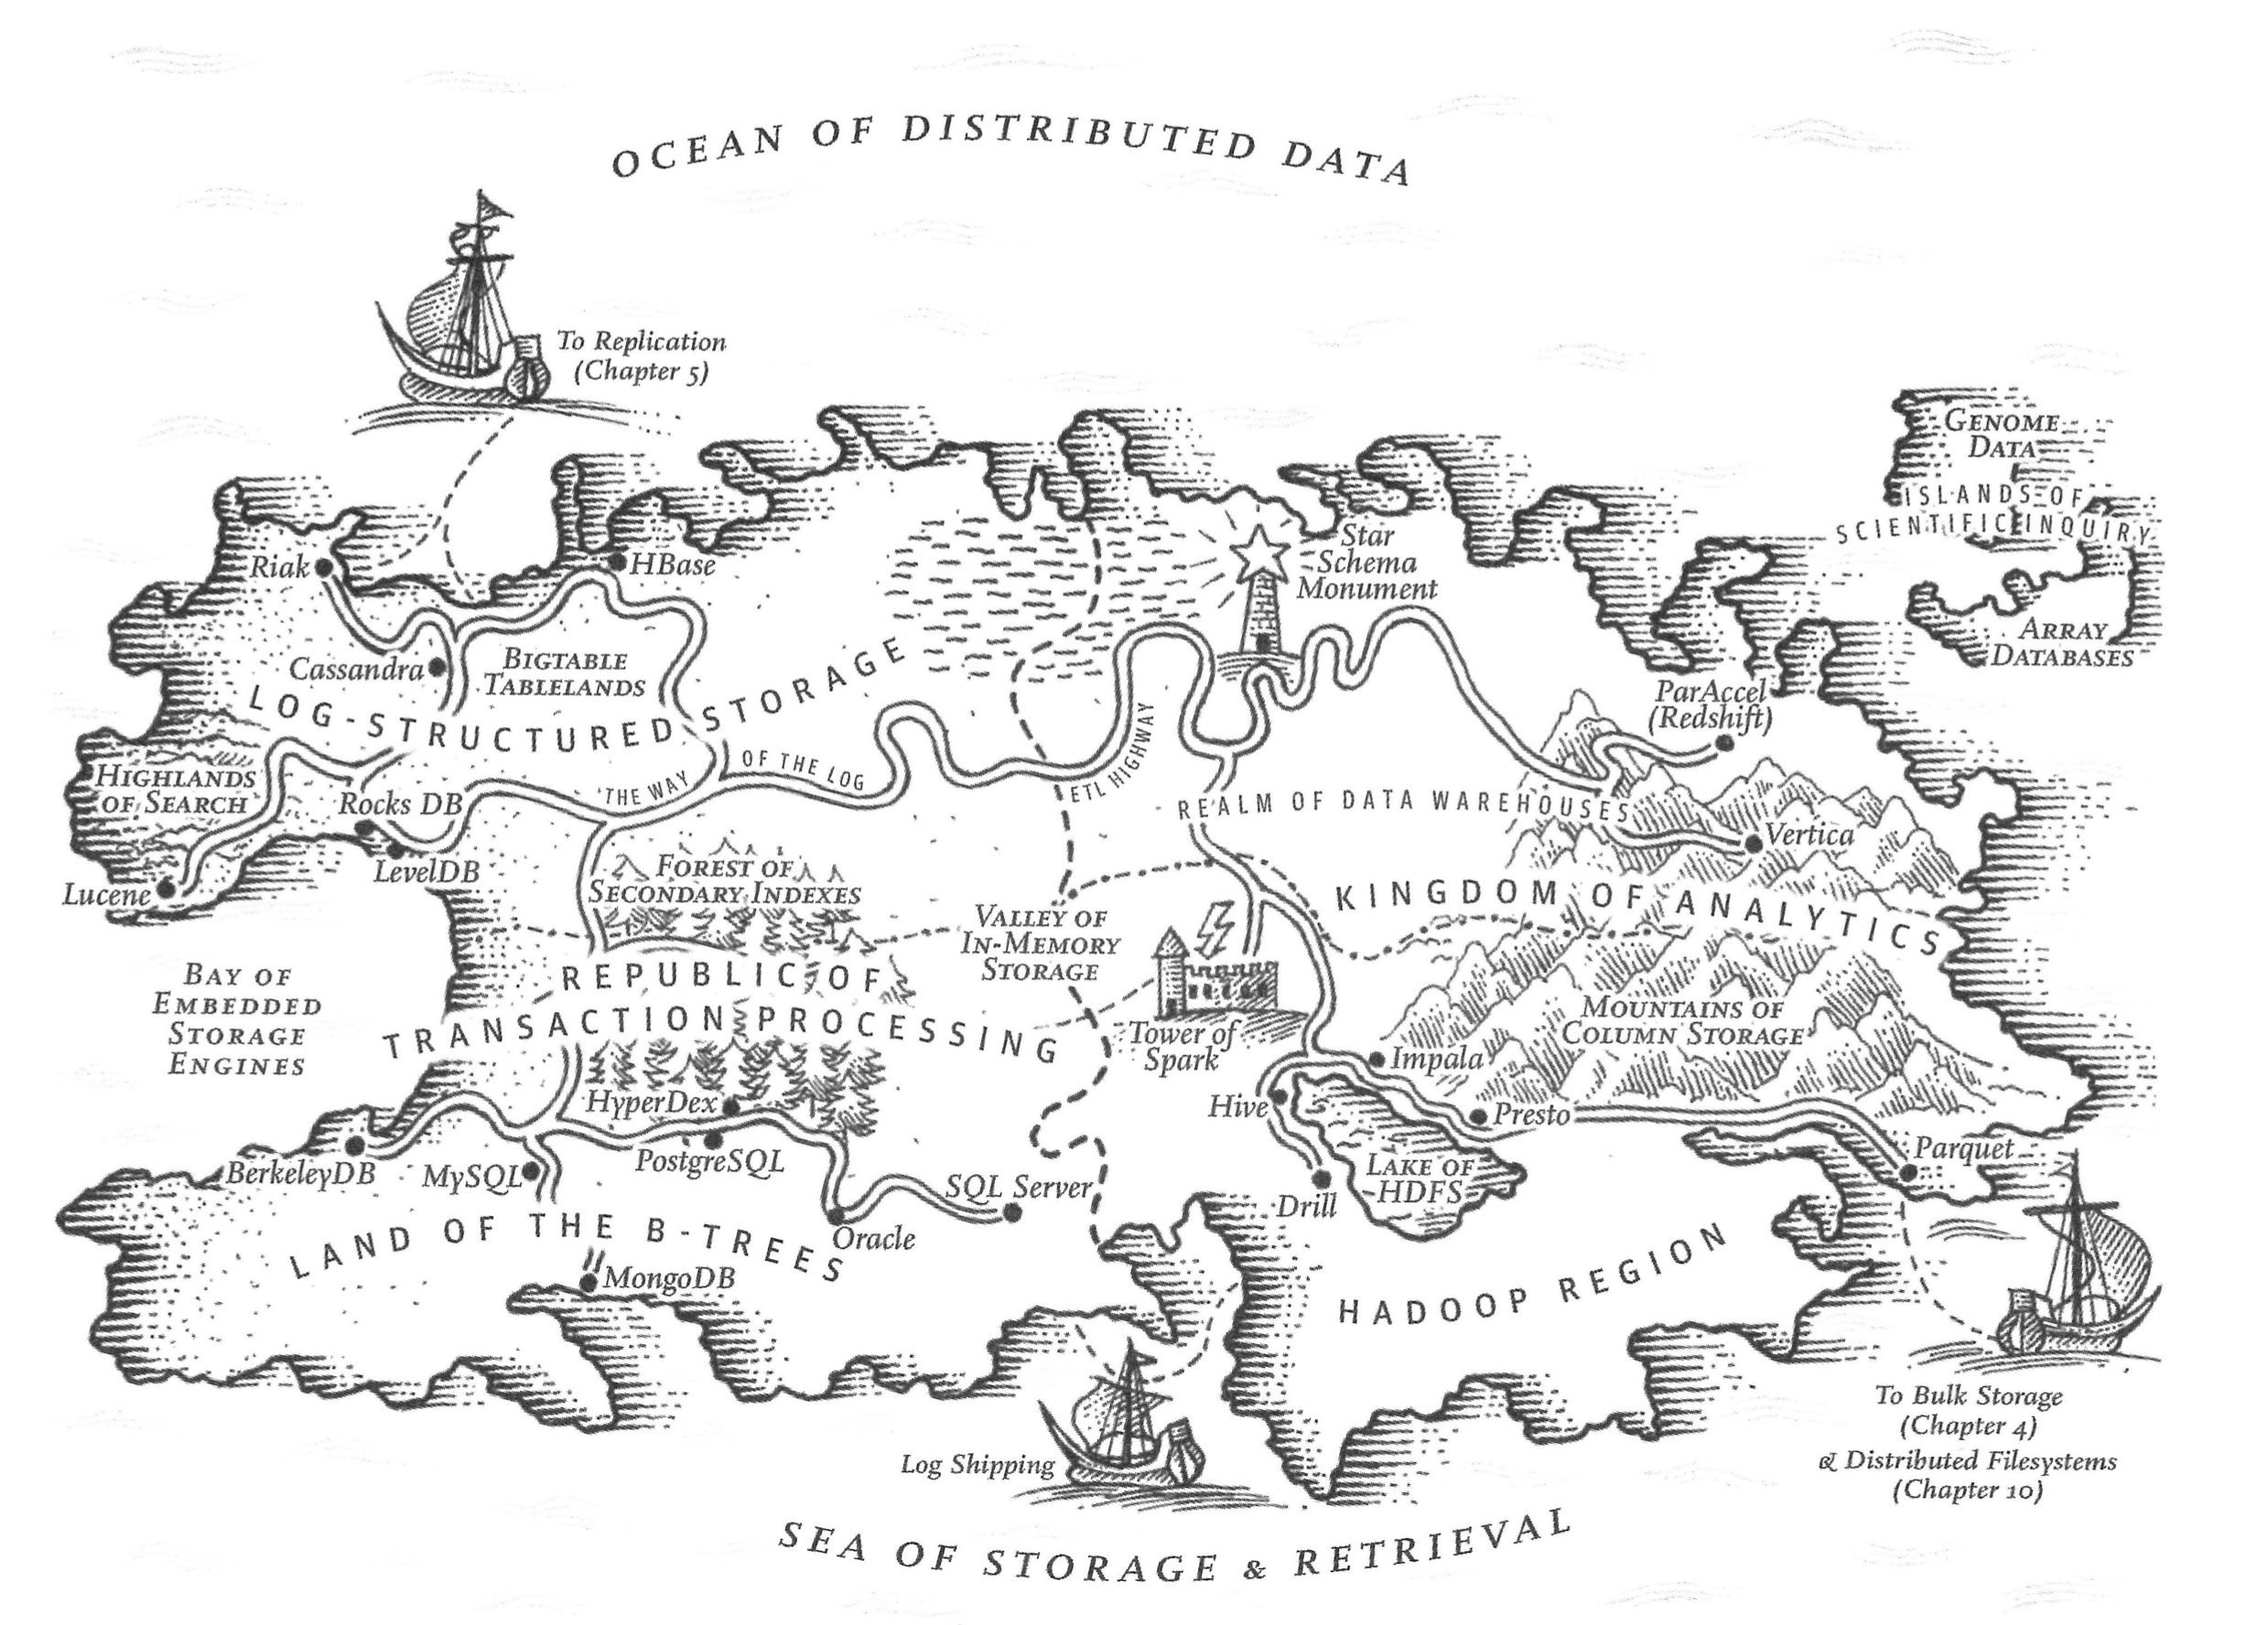 OCEAN OF DISTRIBUTED DATA
To Replication
(Chapter 5)
GENOME
DATA
ISLANDS OF
SCIENTIFIC INQUIRY
ARRAY
DATABASES
Riak
HBase
Star
Schema
Monument
Cassandra
BIGTABLE
TABLELANDS
LOG-STRUCTURED STORAGE
ParAccel
(Redshift)
HIGHLANDS
OF SEARCH
Rocks DB
THE WAY OF THE LOG
ETL HIGHWAY
REALM OF DATA WAREHOUSES
Vertica
LevelDB
Lucene
FOREST OF
SECONDARY INDEXES
KINGDOM OF ANALYTICS
VALLEY OF
IN-MEMORY
STORAGE
BAY OF
EMBEDDED
STORAGE
ENGINES
REPUBLIC OF
TRANSACTION PROCESSING
Tower of
Spark
MOUNTAINS OF
COLUMN STORAGE
Impala
HyperDex
Hive
Presto
BerkeleyDB
MySQL
PostgreSQL
SQL Server
LAKE OF
HDFS
Parquet
Drill
Oracle
LAND OF THE B-TREES
MongoDB
HADOOP REGION
Log Shipping
To Bulk Storage
(Chapter 4)
& Distributed Filesystems
(Chapter 10)
SEA OF STORAGE & RETRIEVAL